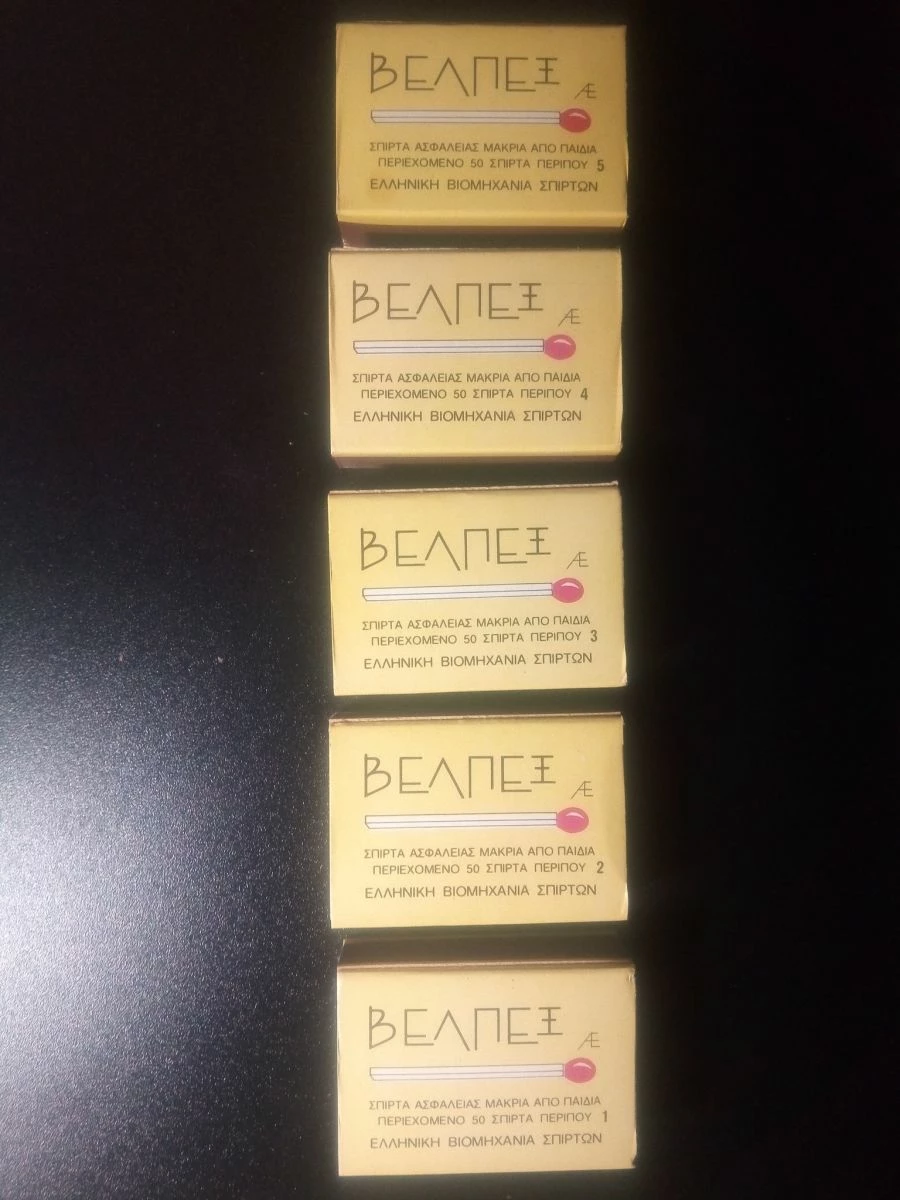 ΒΕΛΠΕΞ
ΑΕ
ΣΠΙΡΤΑ ΑΣΦΑΛΕΙΑΣ ΜΑΚΡΙΑ ΑΠΟ ΠΑΙΔΙΑ
ΠΕΡΙΕΧΟΜΕΝΟ 50 ΣΠΙΡΤΑ ΠΕΡΙΠΟΥ 5
ΕΛΛΗΝΙΚΗ ΒΙΟΜΗΧΑΝΙΑ ΣΠΙΡΤΩΝ
ΒΕΛΠΕΞ
ΑΕ
ΣΠΙΡΤΑ ΑΣΦΑΛΕΙΑΣ ΜΑΚΡΙΑ ΑΠΟ ΠΑΙΔΙΑ
ΠΕΡΙΕΧΟΜΕΝΟ 50 ΣΠΙΡΤΑ ΠΕΡΙΠΟΥ 4
ΕΛΛΗΝΙΚΗ ΒΙΟΜΗΧΑΝΙΑ ΣΠΙΡΤΩΝ
ΒΕΛΠΕΞ
ΑΕ
ΣΠΙΡΤΑ ΑΣΦΑΛΕΙΑΣ ΜΑΚΡΙΑ ΑΠΟ ΠΑΙΔΙΑ
ΠΕΡΙΕΧΟΜΕΝΟ 50 ΣΠΙΡΤΑ ΠΕΡΙΠΟΥ 3
ΕΛΛΗΝΙΚΗ ΒΙΟΜΗΧΑΝΙΑ ΣΠΙΡΤΩΝ
ΒΕΛΠΕΞ
ΑΕ
ΣΠΙΡΤΑ ΑΣΦΑΛΕΙΑΣ ΜΑΚΡΙΑ ΑΠΟ ΠΑΙΔΙΑ
ΠΕΡΙΕΧΟΜΕΝΟ 50 ΣΠΙΡΤΑ ΠΕΡΙΠΟΥ 2
ΕΛΛΗΝΙΚΗ ΒΙΟΜΗΧΑΝΙΑ ΣΠΙΡΤΩΝ
ΒΕΛΠΕΞ
ΑΕ
ΣΠΙΡΤΑ ΑΣΦΑΛΕΙΑΣ ΜΑΚΡΙΑ ΑΠΟ ΠΑΙΔΙΑ
ΠΕΡΙΕΧΟΜΕΝΟ 50 ΣΠΙΡΤΑ ΠΕΡΙΠΟΥ 1
ΕΛΛΗΝΙΚΗ ΒΙΟΜΗΧΑΝΙΑ ΣΠΙΡΤΩΝ